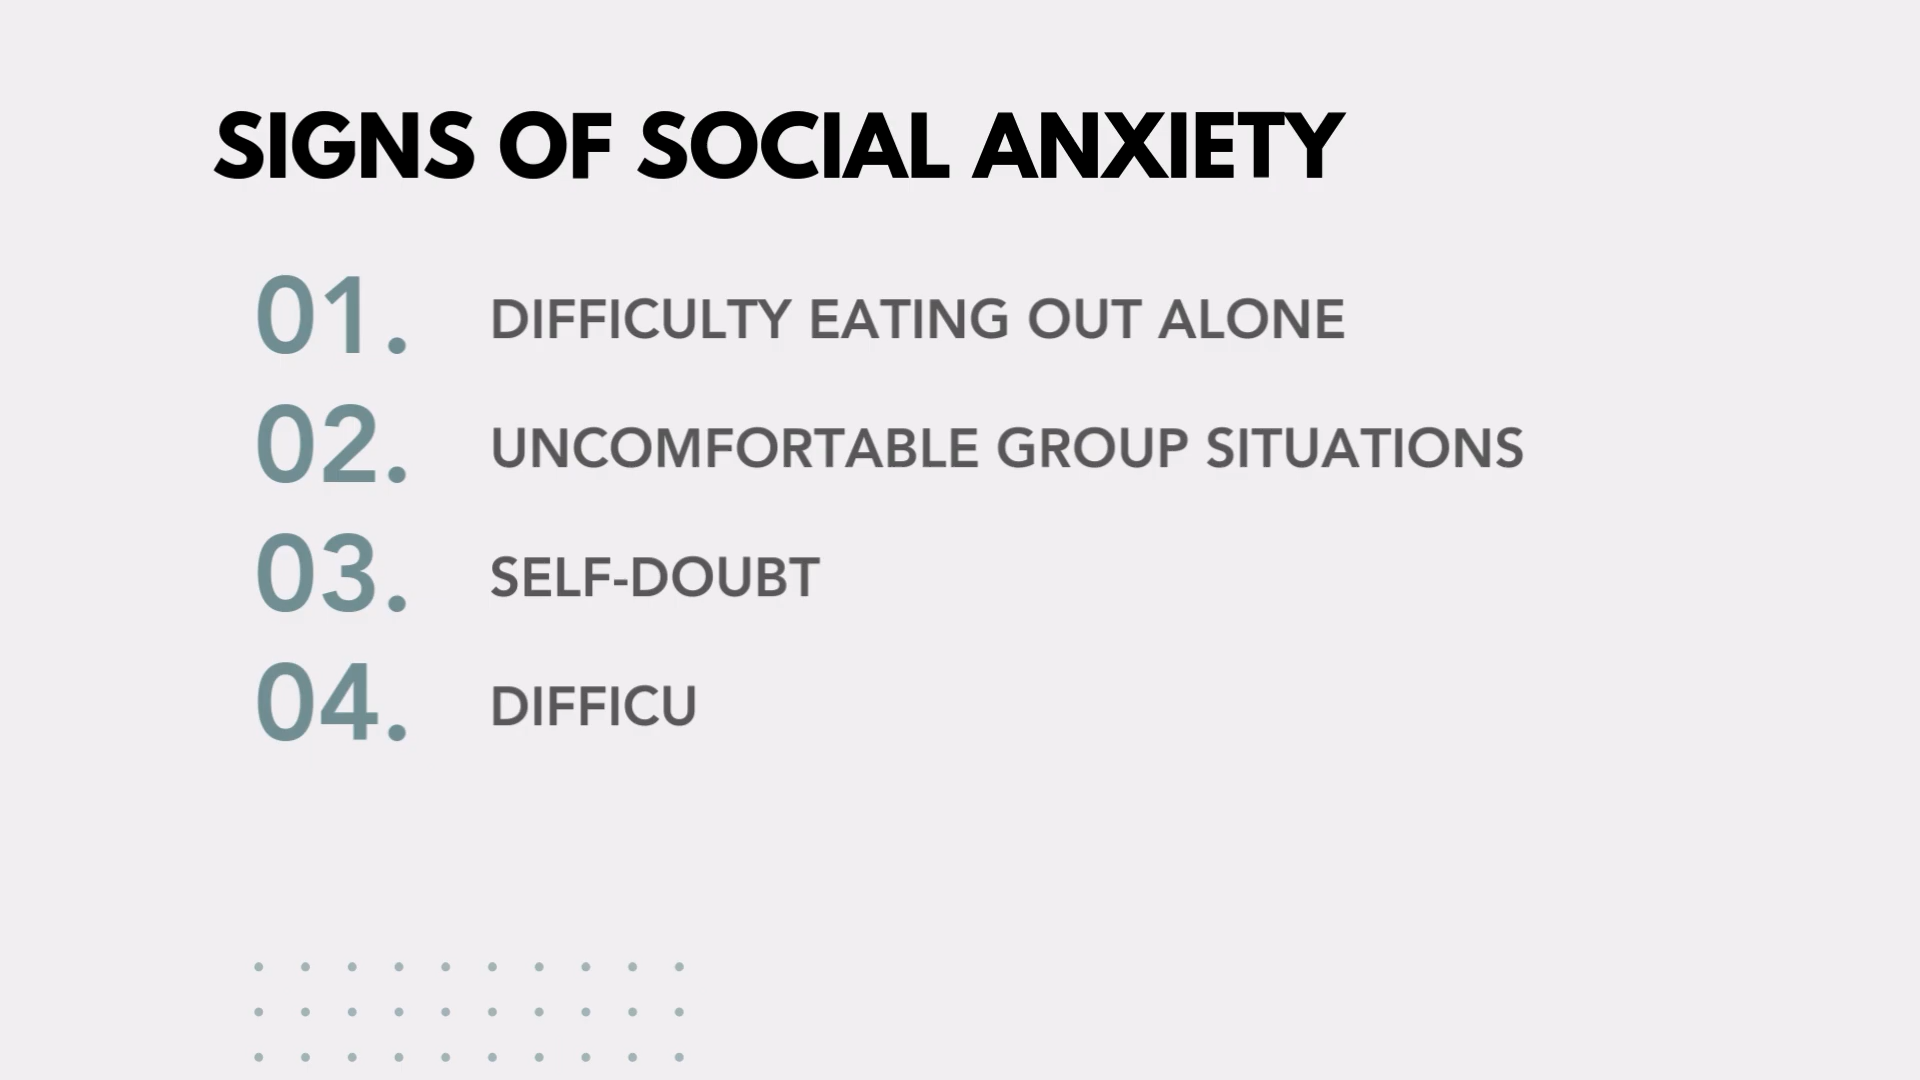 SIGNS OF SOCIAL ANXIETY
01. DIFFICULTY EATING OUT ALONE
02. UNCOMFORTABLE GROUP SITUATIONS
03. SELF-DOUBT
04. DIFFICU